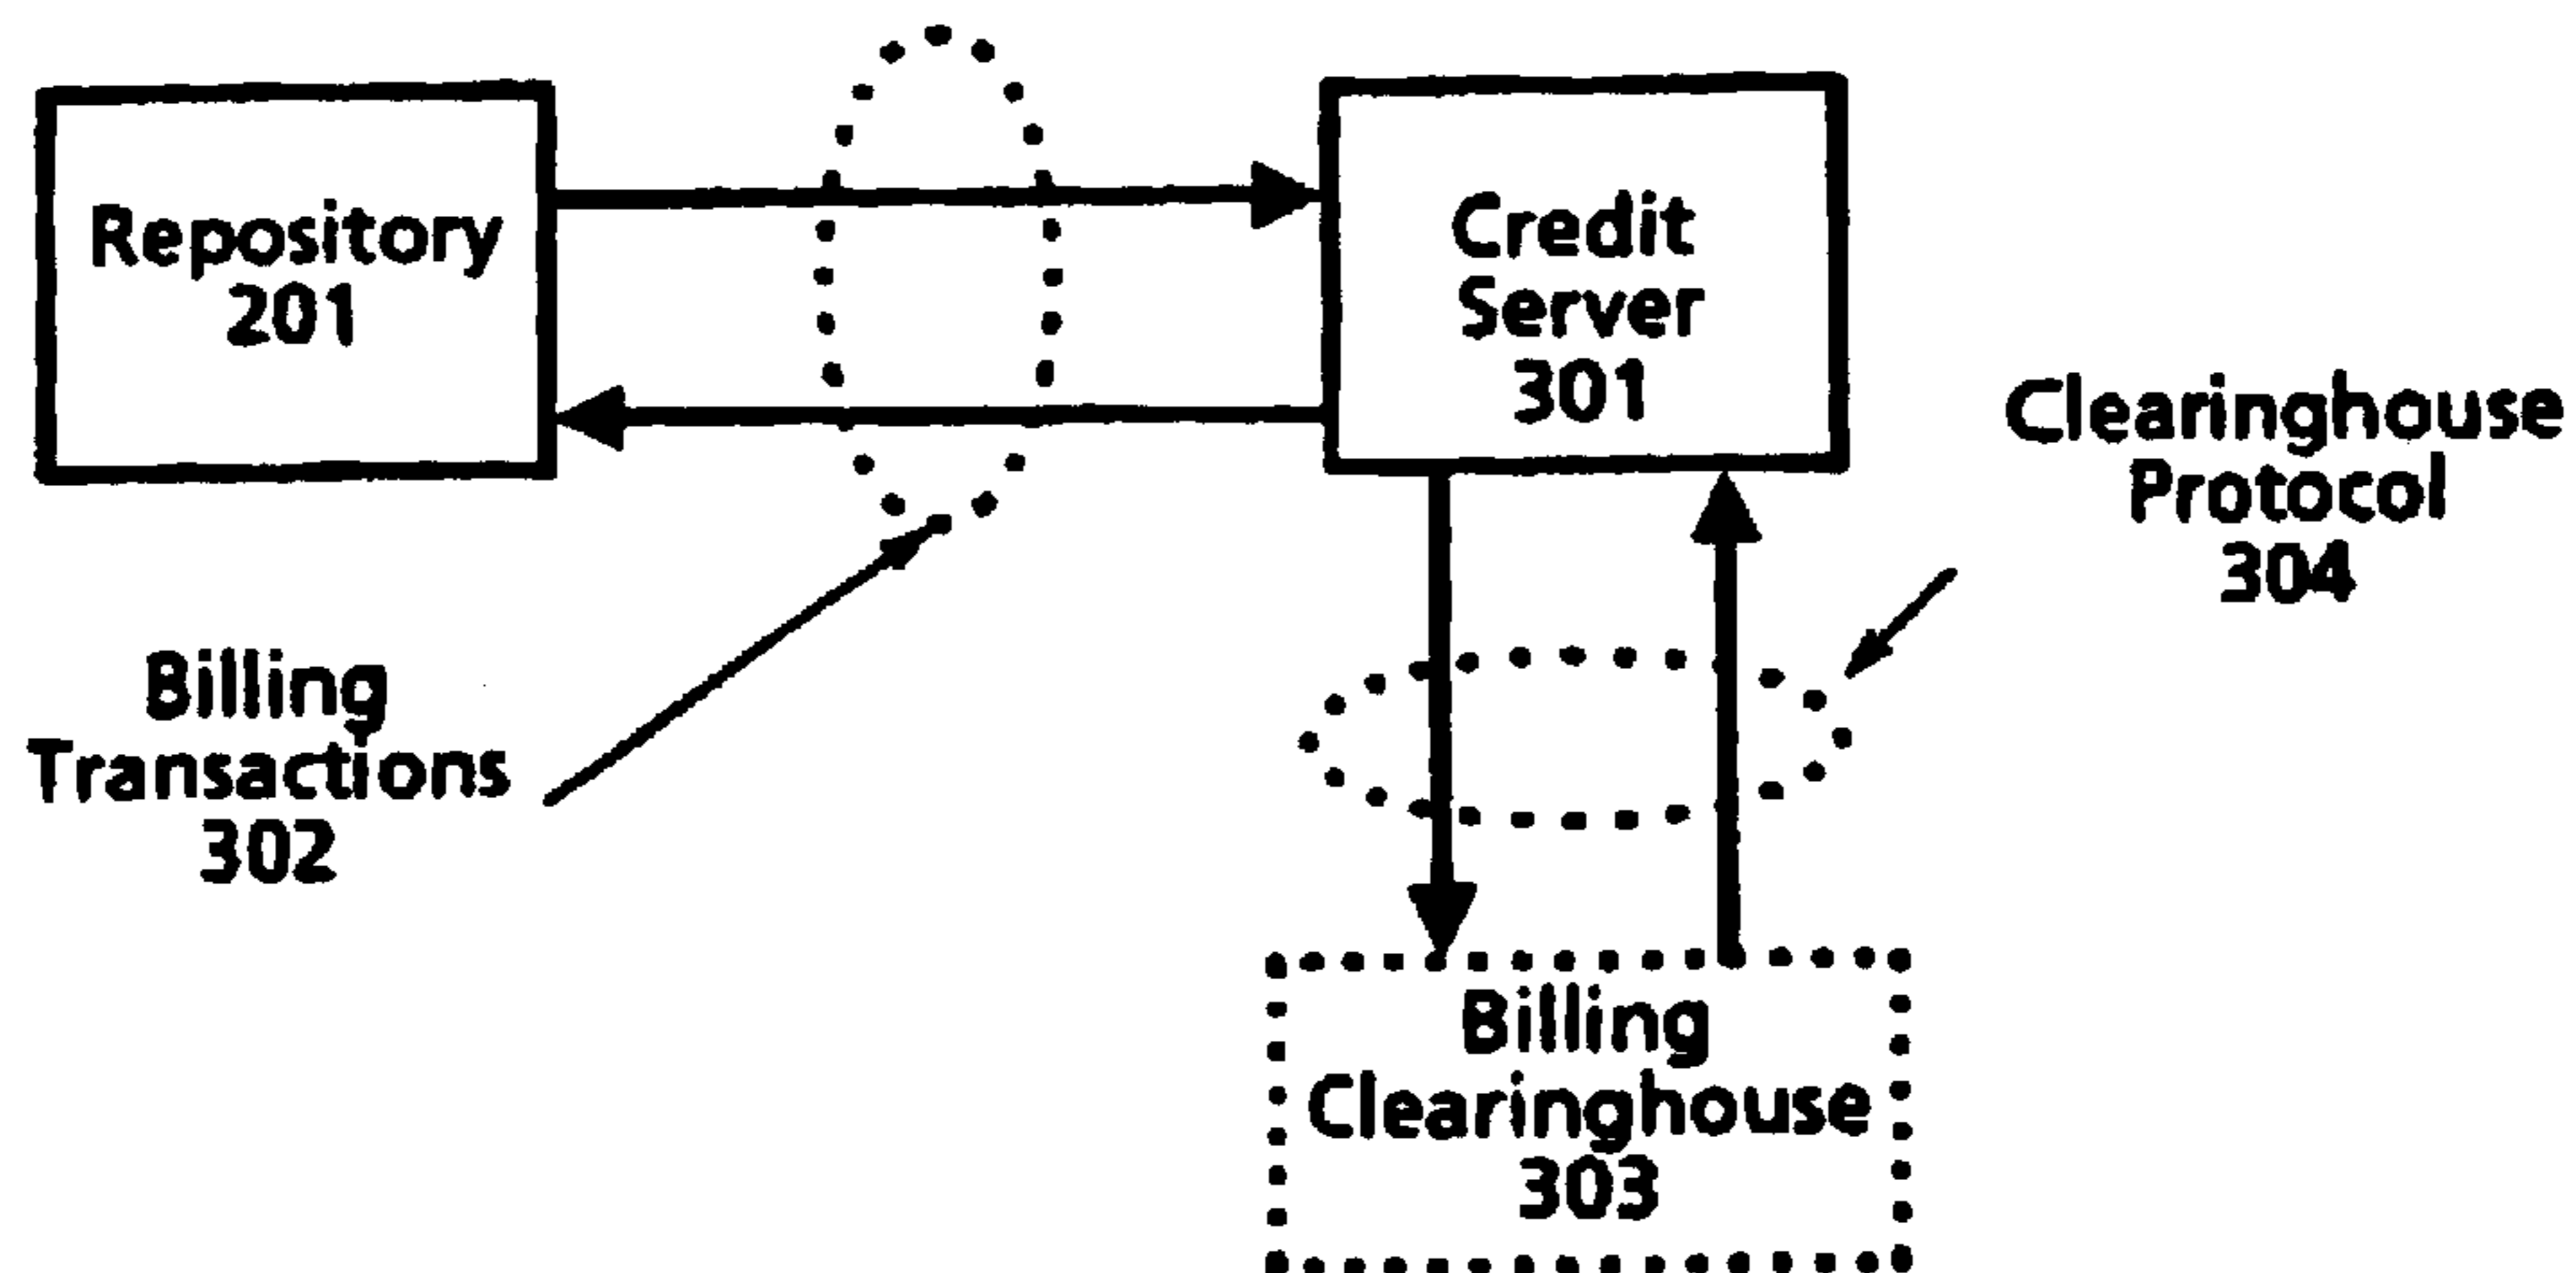 Repository
201
Credit
Server
301
Clearinghouse
Protocol
304
Billing
Transactions
302
Billing
Clearinghouse
303